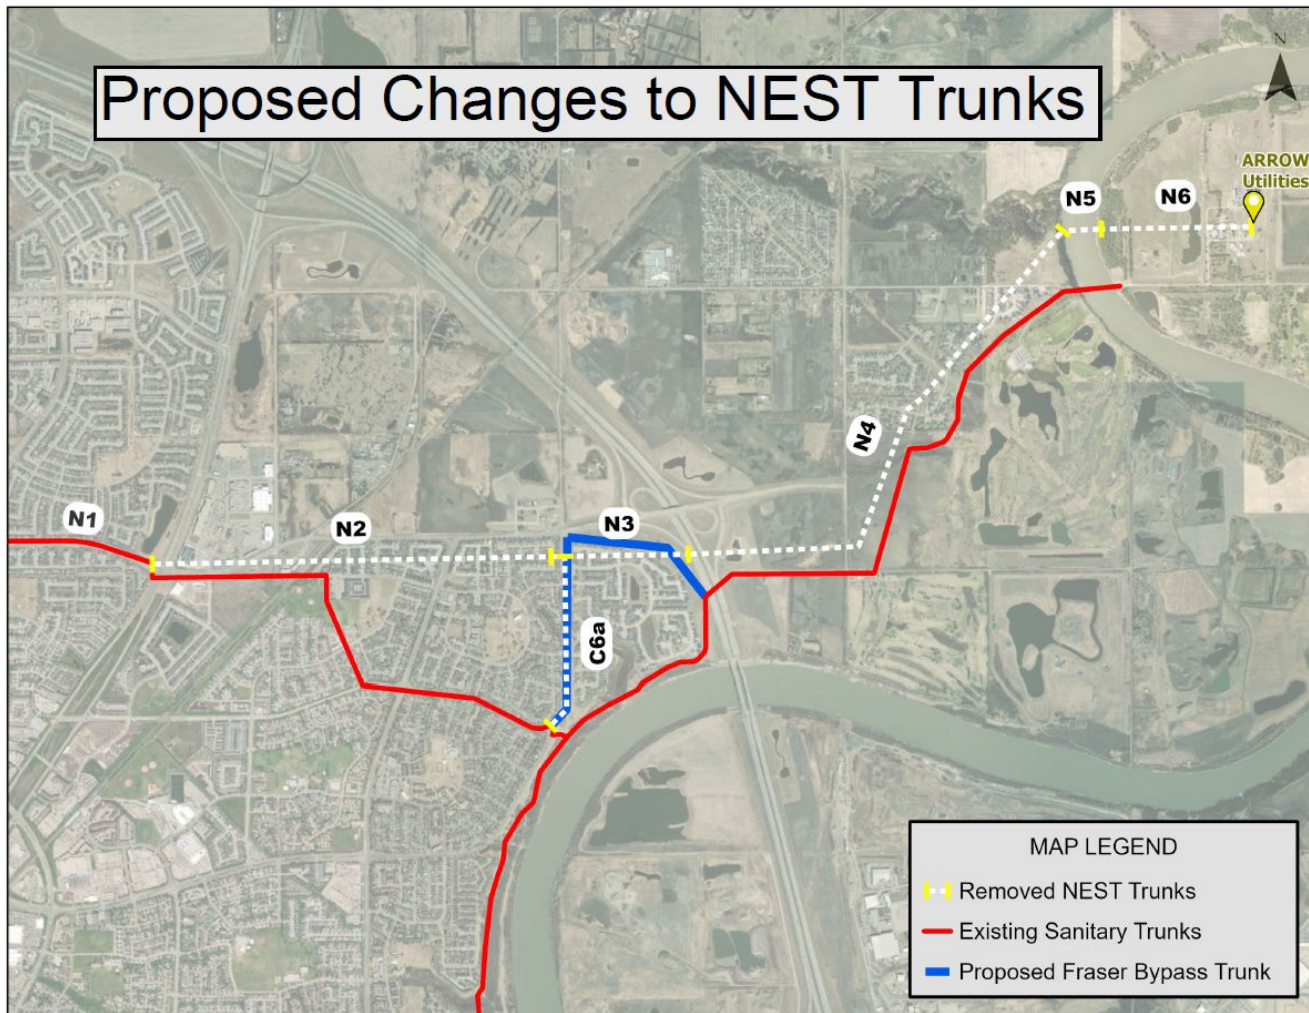 Proposed Changes to NEST Trunks
N
ARROW
Utilities
N5
N6
N4
N1
N2
N3
C6a
MAP LEGEND
Removed NEST Trunks
Existing Sanitary Trunks
Proposed Fraser Bypass Trunk